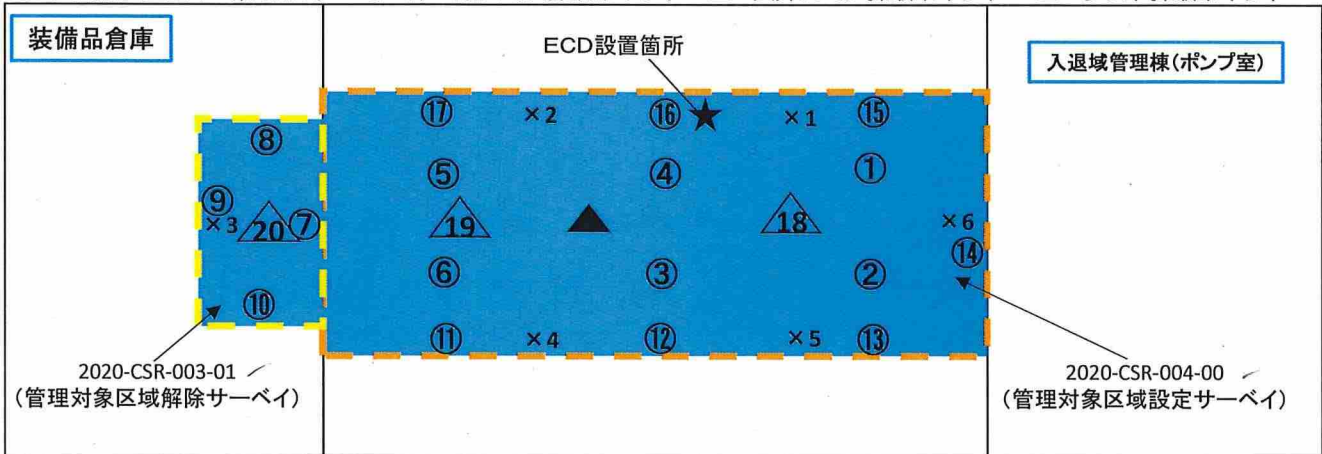 装備品倉庫
ECD設置箇所
入退域管理棟(ポンプ室)
⑰ ×2 ⑯ ★ ×1 ⑮
⑧
⑤ ④ ①
⑨ ×3 20 ⑦ 19 ▲ 18 ×6
⑭
⑥ ③ ②
⑩
⑪ ×4 ⑫ ×5 ⑬
2020-CSR-003-01
(管理対象区域解除サーベイ)
2020-CSR-004-00
(管理対象区域設定サーベイ)